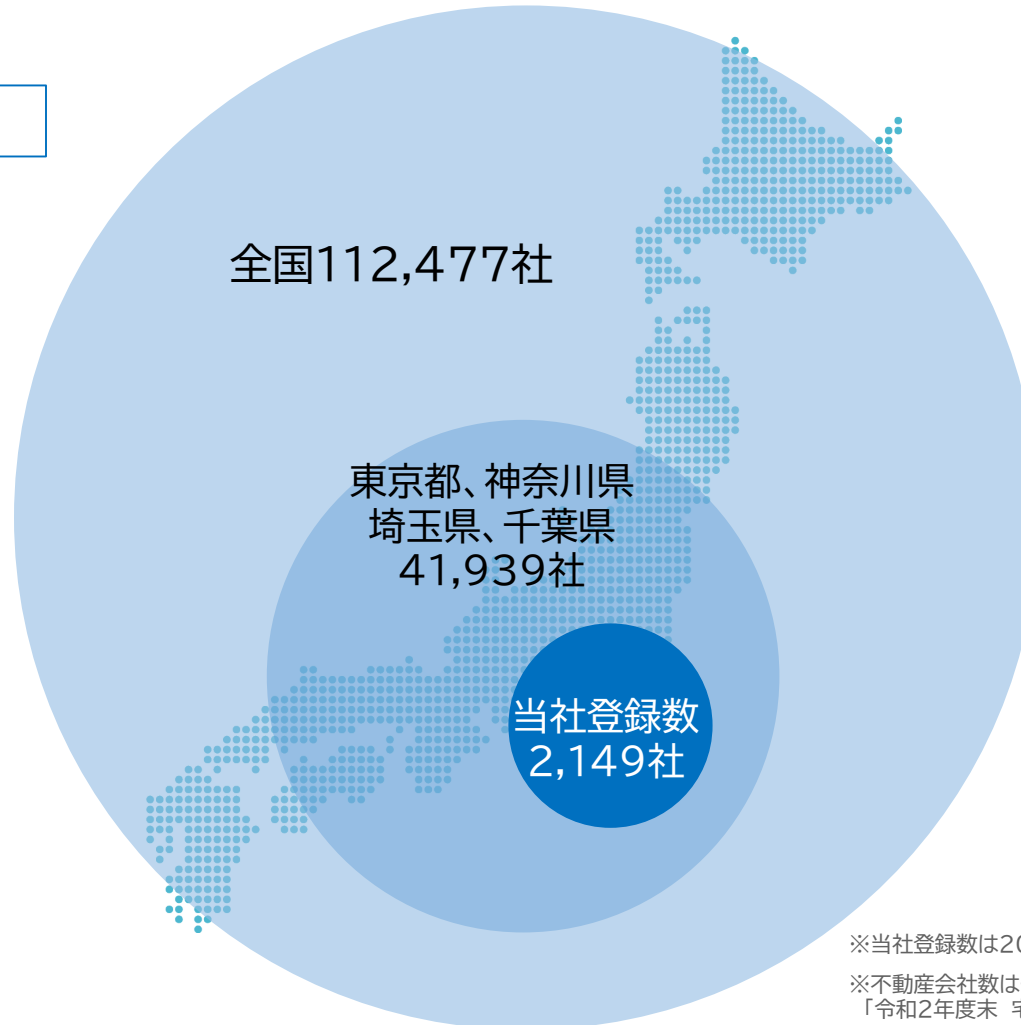 全国112,477社
東京都、神奈川県
埼玉県、千葉県
41,939社
当社登録数
2,149社
※当社登録数は20
※不動産会社数は
「令和2年度末 宅